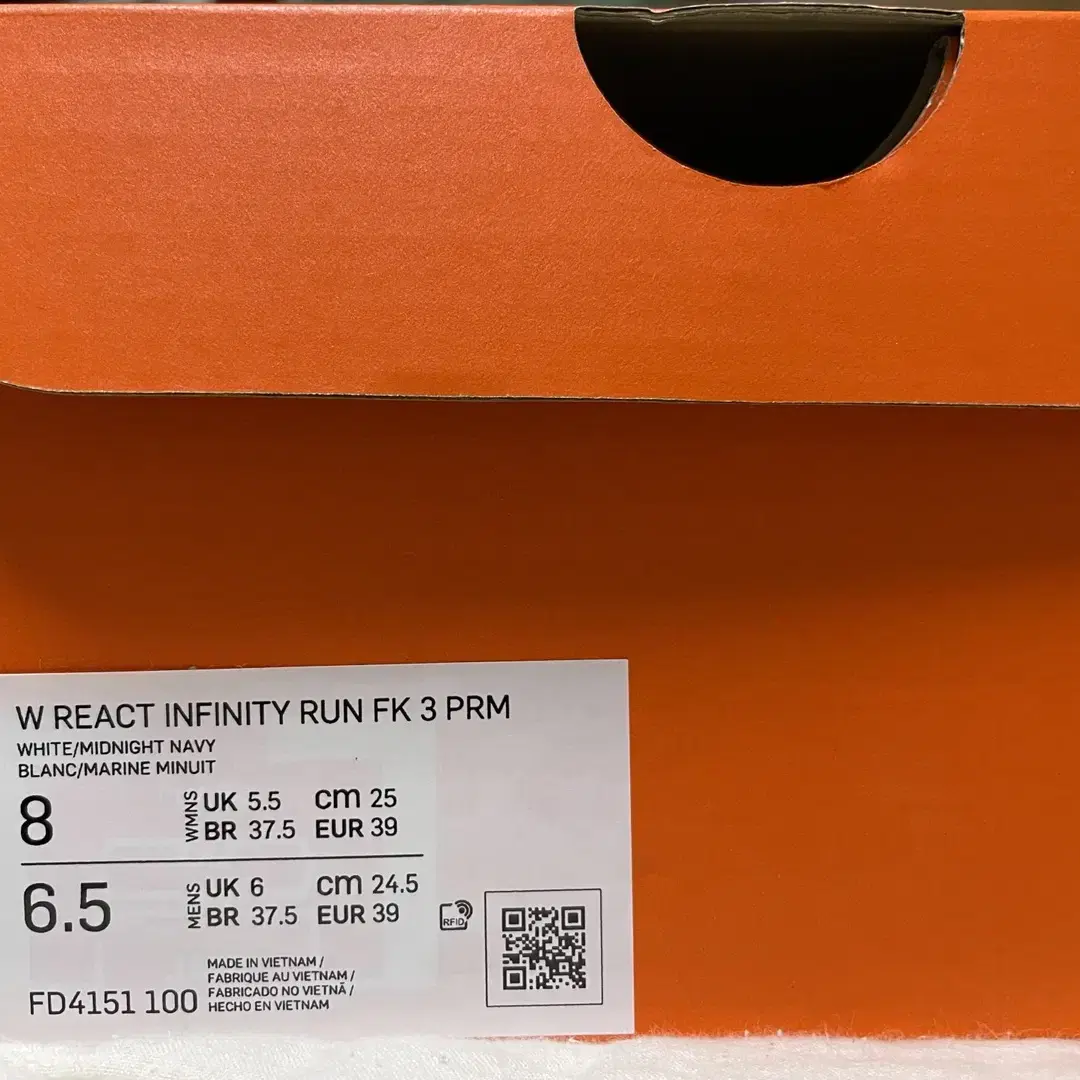 W REACT INFINITY RUN FK 3 PRM
WHITE/MIDNIGHT NAVY
BLANC/MARINE MINUIT
8 WMNS UK 5.5 cm 25
BR 37.5 EUR 39
6.5 MENS UK 6 cm 24.5
BR 37.5 EUR 39
RFID
MADE IN VIETNAM /
FABRIQUE AU VIETNAM /
FABRICADO NO VIETNÃ /
HECHO EN VIETNAM
FD4151 100